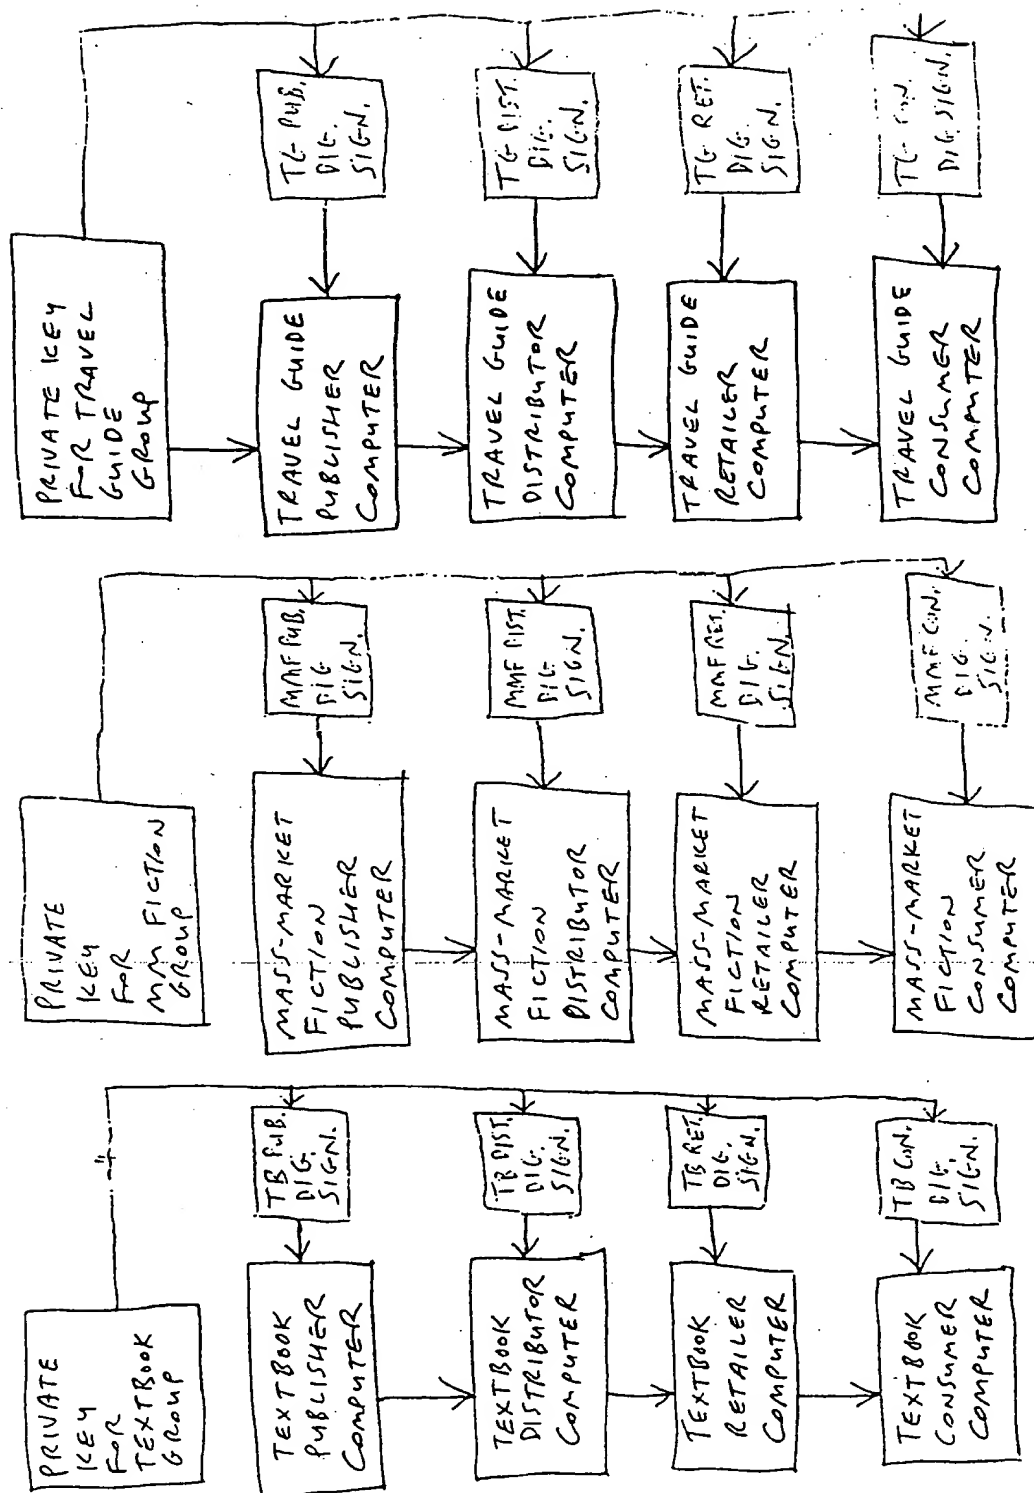 PRIVATE
KEY
FOR
TEXTBOOK
GROUP
TEXTBOOK
PUBLISHER
COMPUTER
TB PUB.
DIG.
SIGN.
TEXTBOOK
DISTRIBUTOR
COMPUTER
TB DIST.
DIG.
SIGN.
TEXTBOOK
RETAILER
COMPUTER
TB RET.
DIG.
SIGN.
TEXTBOOK
CONSUMER
COMPUTER
TB CON.
DIG.
SIGN.
PRIVATE
KEY
FOR
MM FICTION
GROUP
MASS-MARKET
FICTION
PUBLISHER
COMPUTER
MMF PUB.
DIG
SIGN.
MASS-MARKET
FICTION
DISTRIBUTOR
COMPUTER
MMF DIST.
DIG
SIGN.
MASS-MARKET
FICTION
RETAILER
COMPUTER
MMF RET.
DIG.
SIGN.
MASS-MARKET
FICTION
CONSUMER
COMPUTER
MMF CON.
DIG
SIGN.
PRIVATE KEY
FOR TRAVEL
GUIDE
GROUP
TRAVEL GUIDE
PUBLISHER
COMPUTER
TG PUB.
DIG.
SIGN.
TRAVEL GUIDE
DISTRIBUTOR
COMPUTER
TG DIST.
DIG.
SIGN.
TRAVEL GUIDE
RETAILER
COMPUTER
TG RET.
DIG.
SIGN.
TRAVEL GUIDE
CONSUMER
COMPUTER
TG CON.
DIG SIGN.